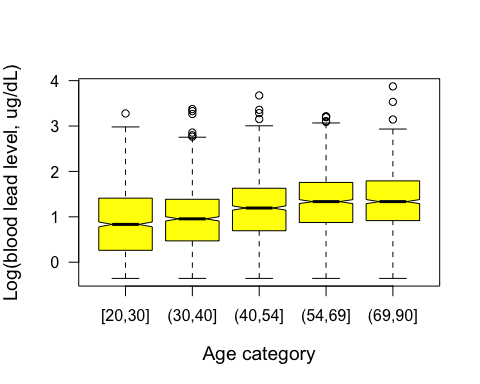 Log(blood lead level, ug/dL)
4
3
2
1
0
[20,30] (30,40] (40,54] (54,69] (69,90]
Age category